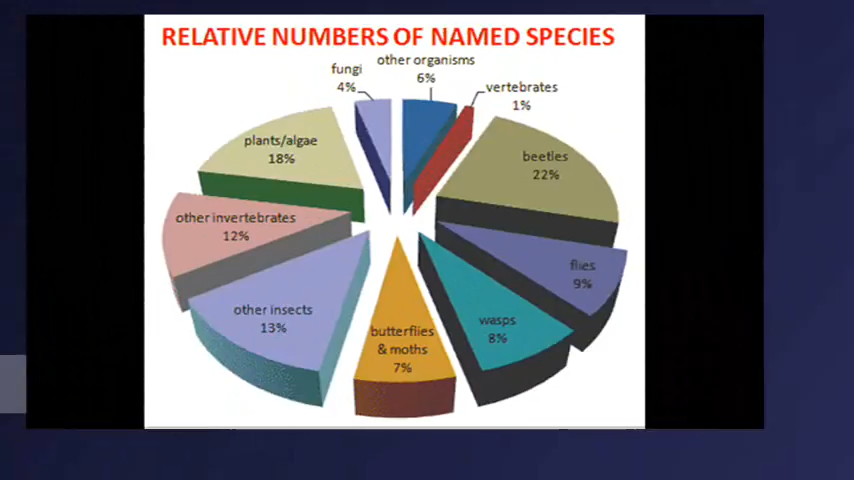 RELATIVE NUMBERS OF NAMED SPECIES
other organisms
6%
fungi
4%
vertebrates
1%
plants/algae
18%
beetles
22%
other invertebrates
12%
flies
9%
other insects
13%
wasps
8%
butterflies
& moths
7%